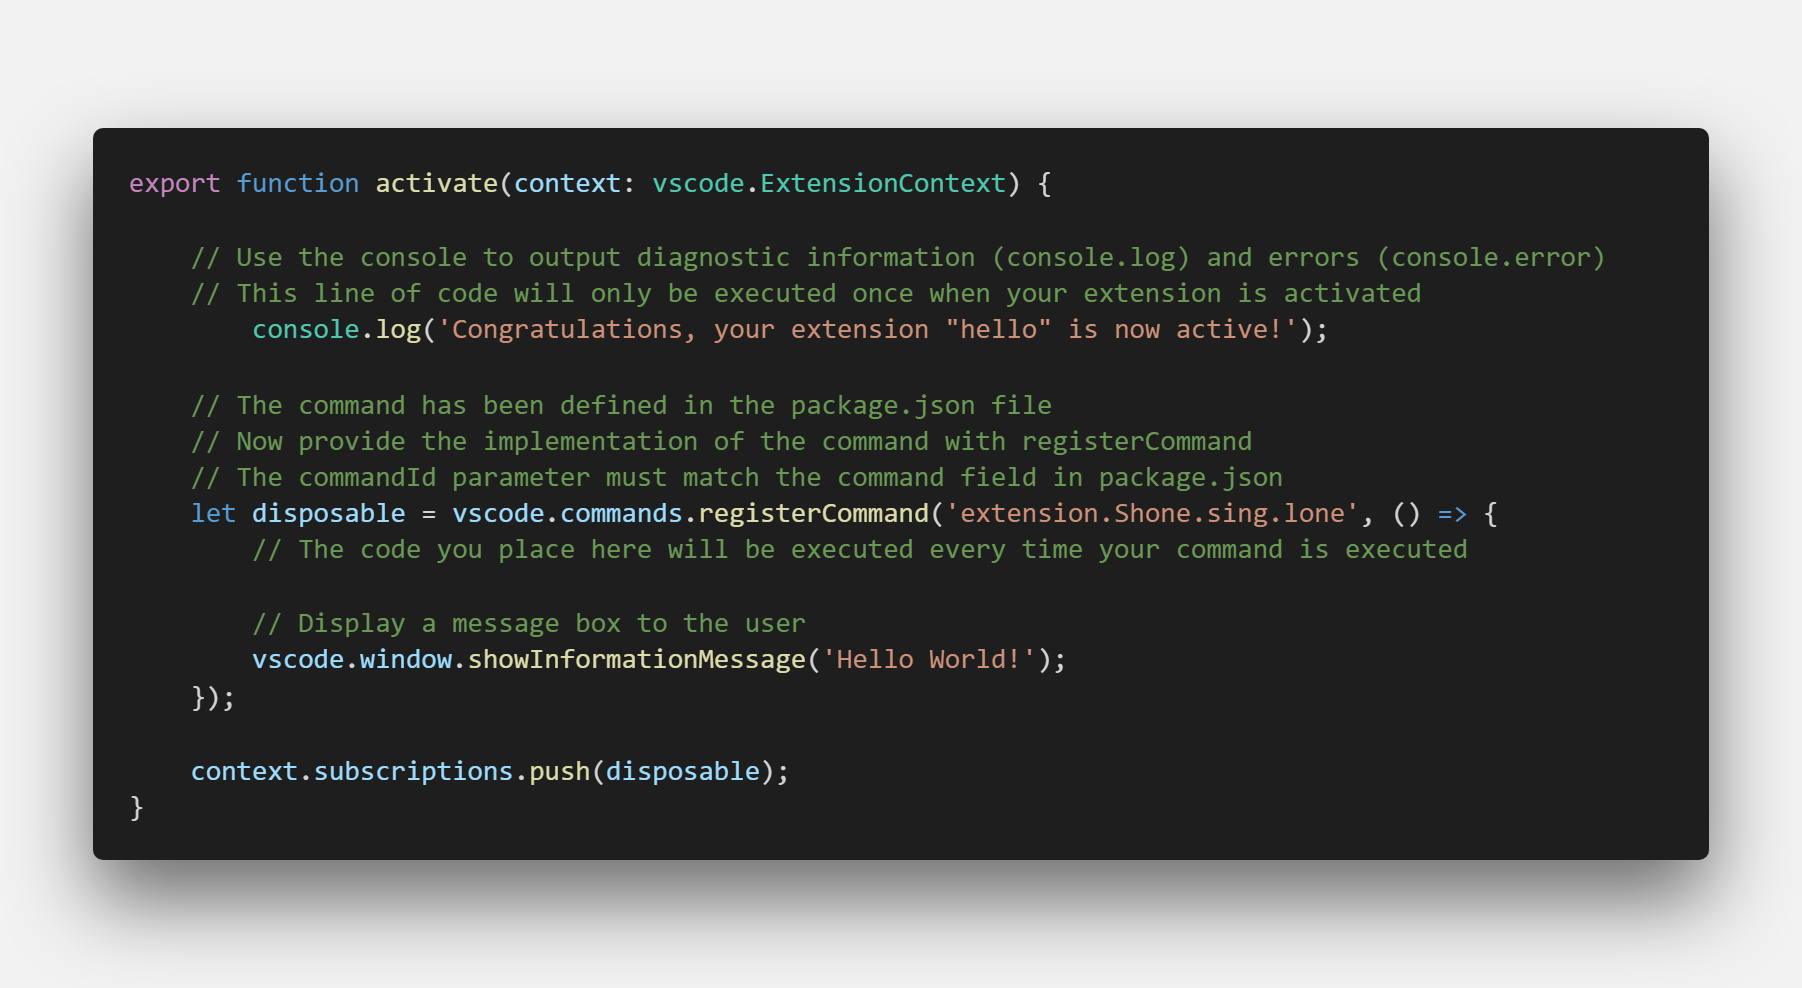 export function activate(context: vscode.ExtensionContext) {
// Use the console to output diagnostic information (console.log) and errors (console.error)
// This line of code will only be executed once when your extension is activated
console.log('Congratulations, your extension "hello" is now active!');
// The command has been defined in the package.json file
// Now provide the implementation of the command with registerCommand
// The commandId parameter must match the command field in package.json
let disposable = vscode.commands.registerCommand('extension.Shone.sing.lone', () => {
// The code you place here will be executed every time your command is executed
// Display a message box to the user
vscode.window.showInformationMessage('Hello World!');
});
context.subscriptions.push(disposable);
}